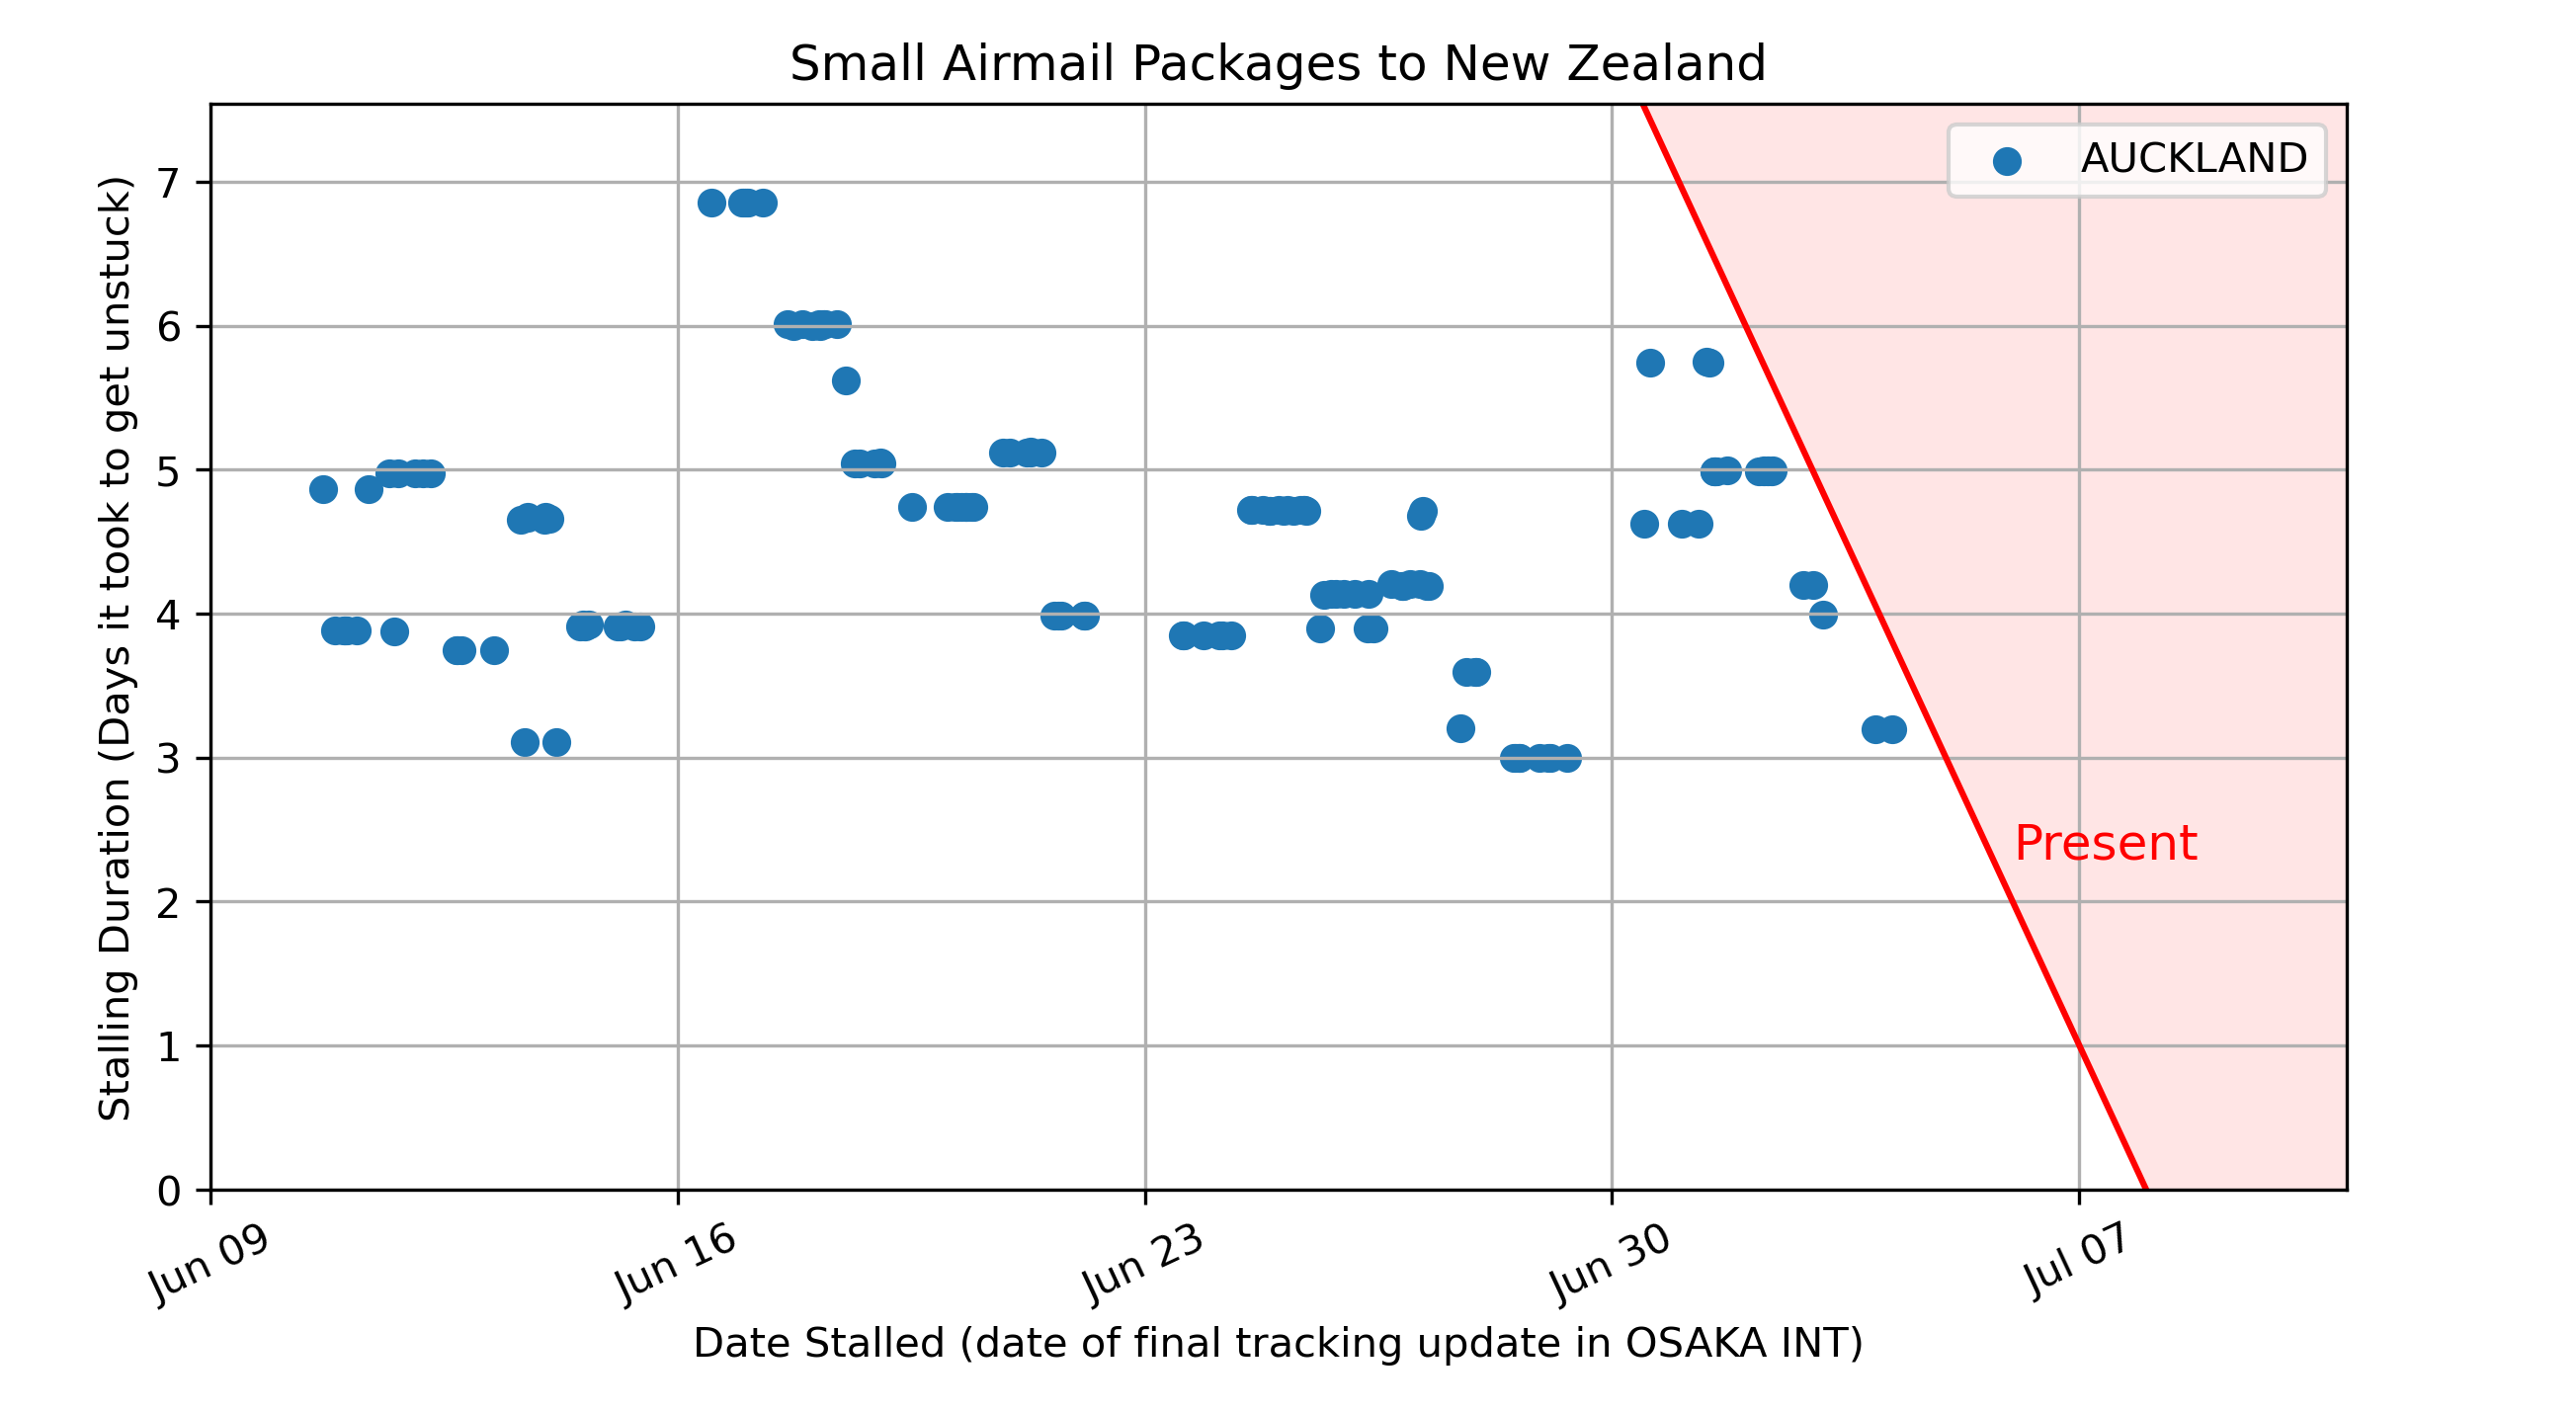 Small Airmail Packages to New Zealand
AUCKLAND
Stalling Duration (Days it took to get unstuck)
7
6
5
4
3
2
1
0
Present
Jun 09
Jun 16
Jun 23
Jun 30
Jul 07
Date Stalled (date of final tracking update in OSAKA INT)